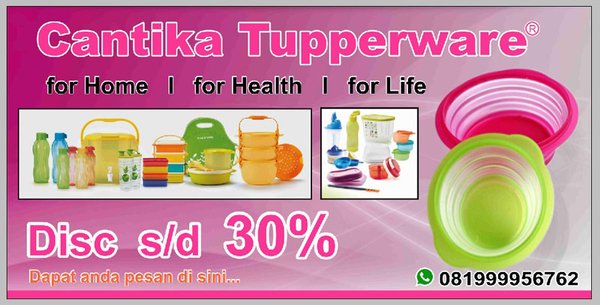 Cantika Tupperware®
for Home I for Health I for Life
Disc s/d 30%
Dapat anda pesan di sini...
081999956762